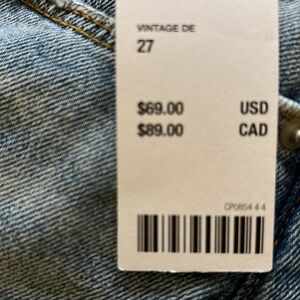 VINTAGE DE
27
$69.00 USD
$89.00 CAD
CP0854 4 4